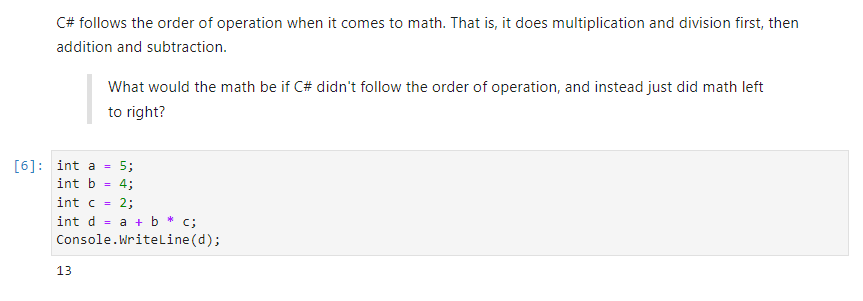 C# follows the order of operation when it comes to math. That is, it does multiplication and division first, then
addition and subtraction.
What would the math be if C# didn't follow the order of operation, and instead just did math left
to right?
[6]: int a = 5;
int b = 4;
int c = 2;
int d = a + b * c;
Console.WriteLine(d);
13